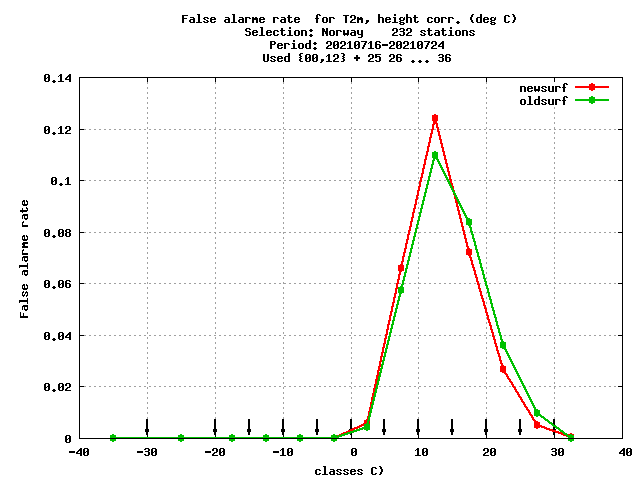 False alarme rate  for T2m, height corr. (deg C)
Selection: Norway    232 stations
Period: 20210716-20210724
Used {00,12} + 25 26 ... 36
newsurf
oldsurf
0.14
0.12
0.1
0.08
0.06
0.04
0.02
0
False alarme rate
-40 -30 -20 -10 0 10 20 30 40
classes C)